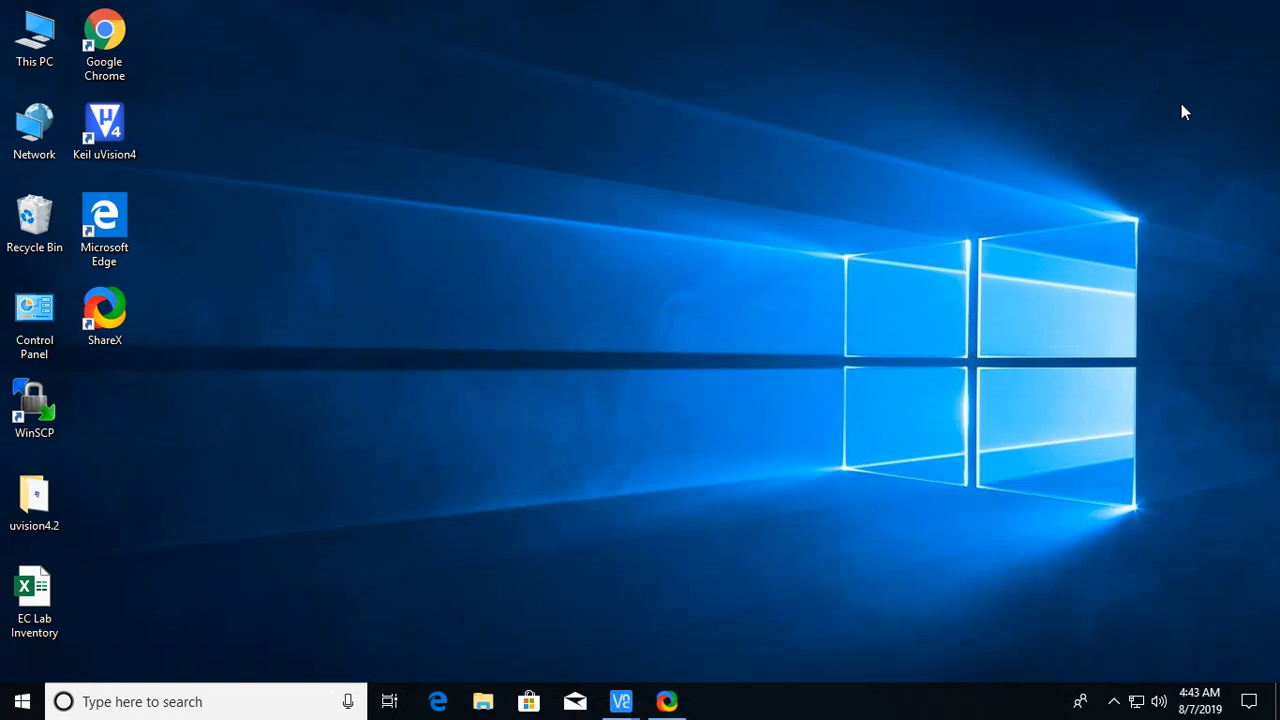 This PC
Google
Chrome
Network
Keil uVision4
Recycle Bin
Microsoft
Edge
Control
Panel
ShareX
WinSCP
uvision4.2
EC Lab
Inventory
Type here to search
4:43 AM
8/7/2019